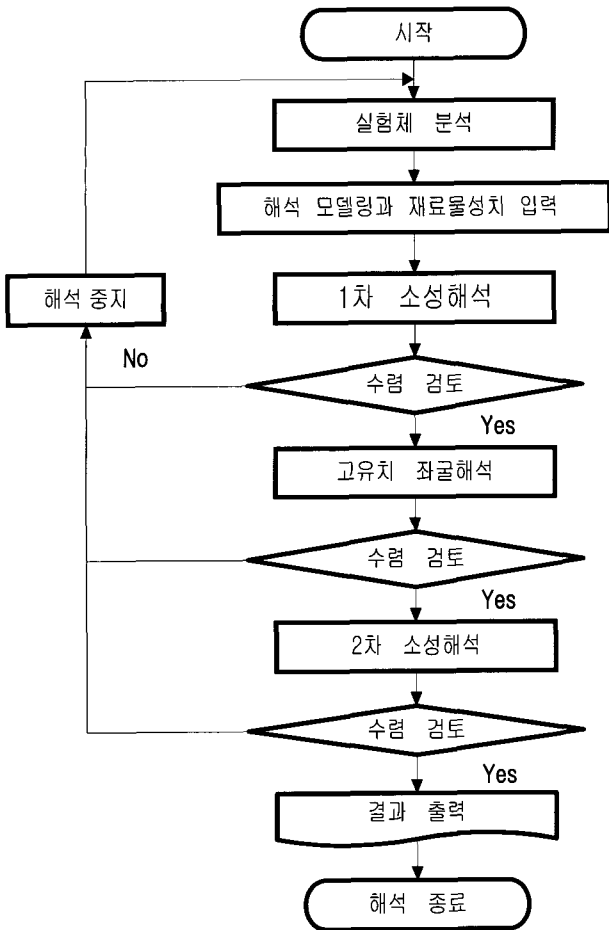 시작
실험체 분석
해석 모델링과 재료물성치 입력
1차 소성해석
해석 중지
No
수렴 검토
Yes
고유치 좌굴해석
수렴 검토
Yes
2차 소성해석
수렴 검토
Yes
결과 출력
해석 종료